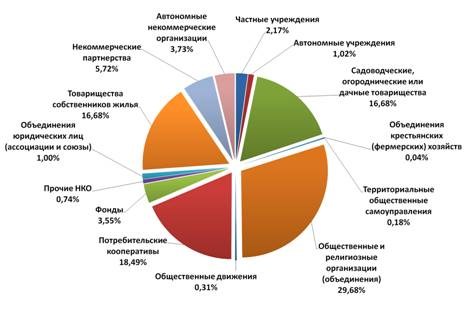 Автономные
некоммерческие
организации
3,73%
Частные учреждения
2,17%
Автономные учреждения
1,02%
Садоводческие,
огороднические или
дачные товарищества
16,68%
Объединения
крестьянских
(фермерских) хозяйств
0,04%
Территориальные
общественные
самоуправления
0,18%
Общественные и
религиозные
организации
(объединения)
29,68%
Общественные движения
0,31%
Потребительские
кооперативы
18,49%
Фонды
3,55%
Прочие НКО
0,74%
Объединения
юридических лиц
(ассоциации и союзы)
1,00%
Товарищества
собственников жилья
16,68%
Некоммерческие
партнерства
5,72%